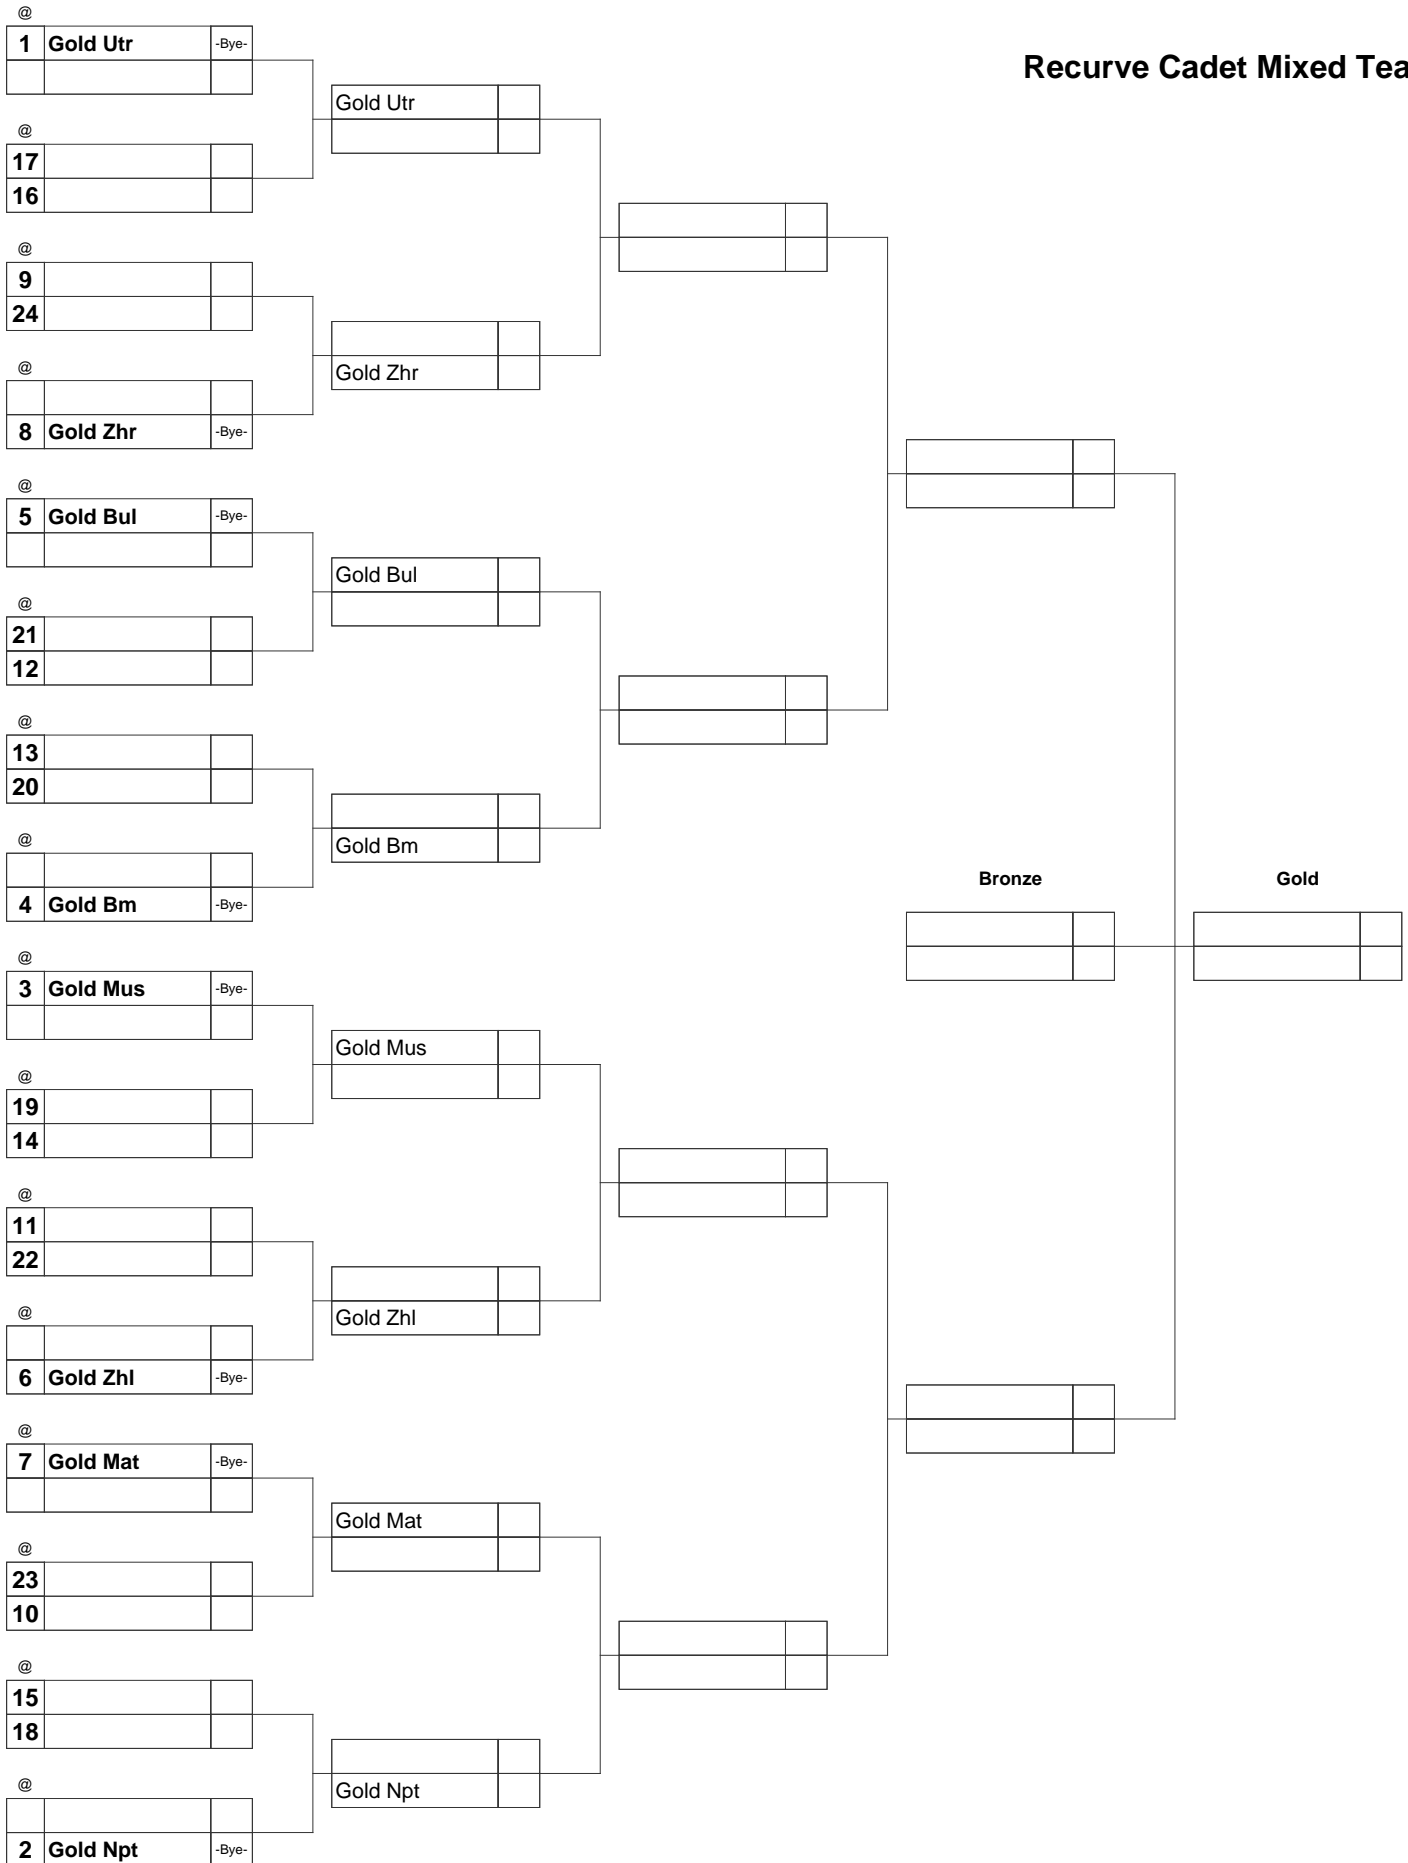 Recurve Cadet Mixed Tea
@
1 Gold Utr -Bye-
Gold Utr
@
17
16
@
9
24
Gold Zhr
@
8 Gold Zhr -Bye-
@
5 Gold Bul -Bye-
Gold Bul
@
21
12
@
13
20
Gold Bm
@
4 Gold Bm -Bye-
Bronze
Gold
@
3 Gold Mus -Bye-
Gold Mus
@
19
14
@
11
22
Gold Zhl
@
6 Gold Zhl -Bye-
@
7 Gold Mat -Bye-
Gold Mat
@
23
10
@
15
18
Gold Npt
@
2 Gold Npt -Bye-